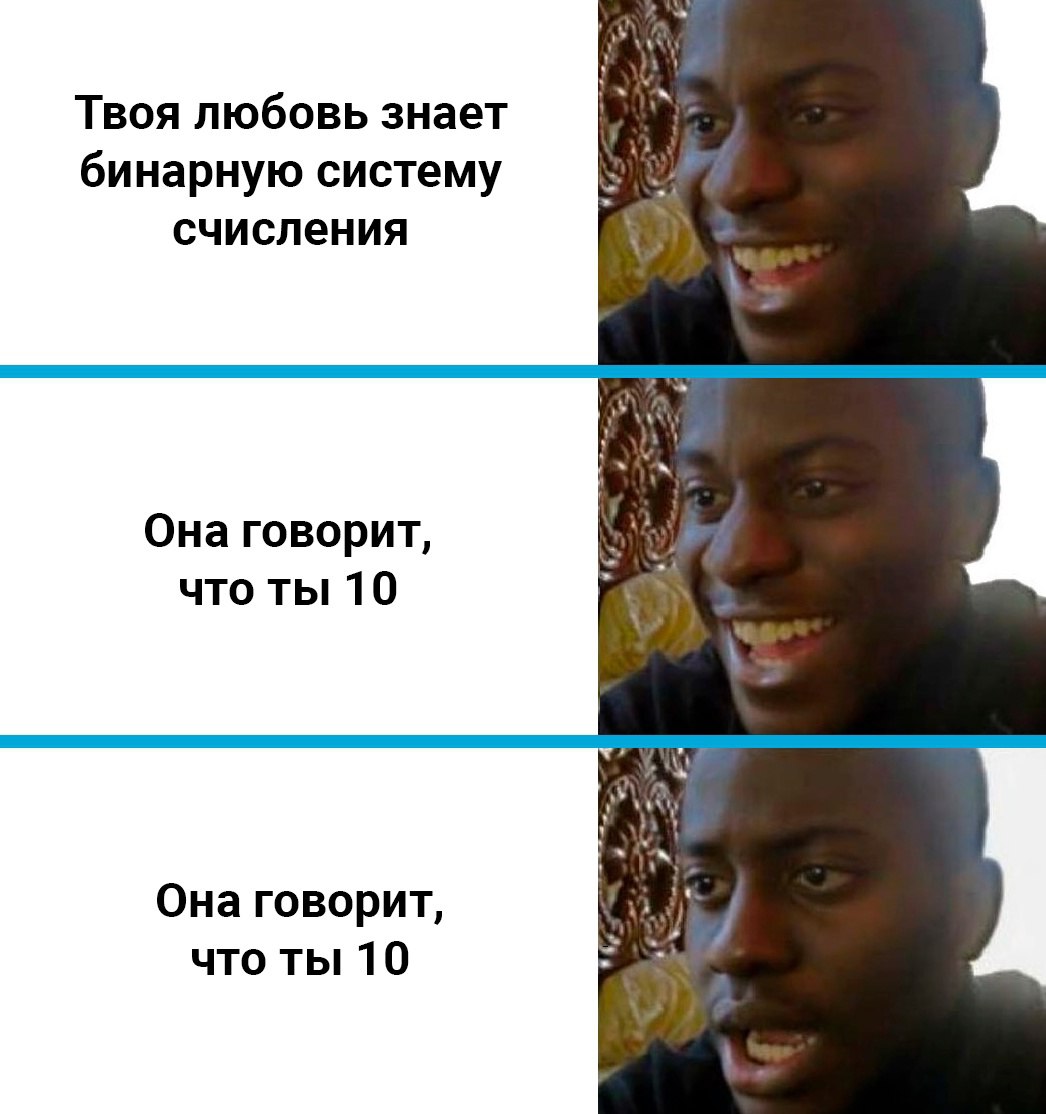 Твоя любовь знает
бинарную систему
счисления
Она говорит,
что ты 10
Она говорит,
что ты 10